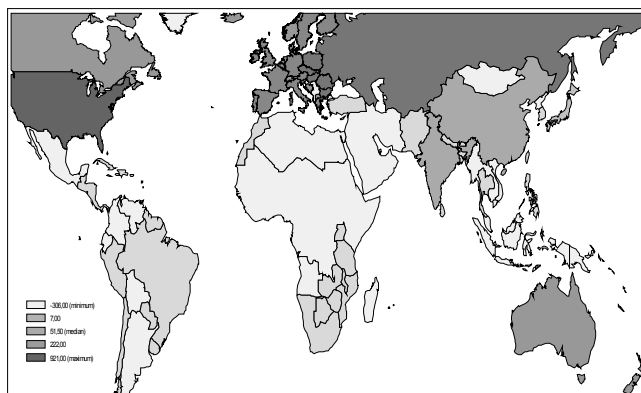 -306,00 (minimum)
7,00
51,50 (median)
222,00
921,00 (maximum)